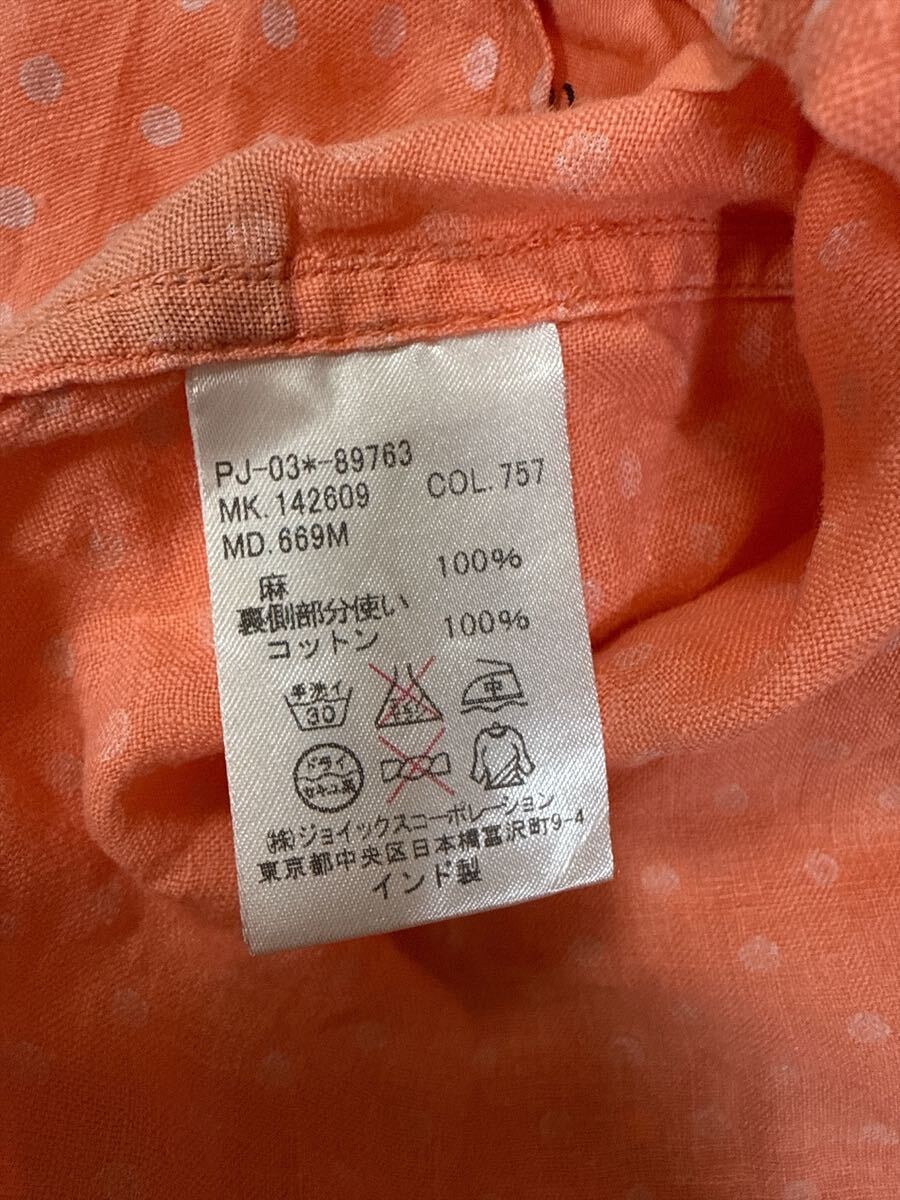 PJ-03*-89763
MK.142609 COL.757
MD.669M
麻 100%
裏側部分使い
コットン 100%
手洗イ
30
エンソ
中
ドライ
セキユ系
(株)ジョイックスコーポレーション
東京都中央区日本橋富沢町9-4
インド製